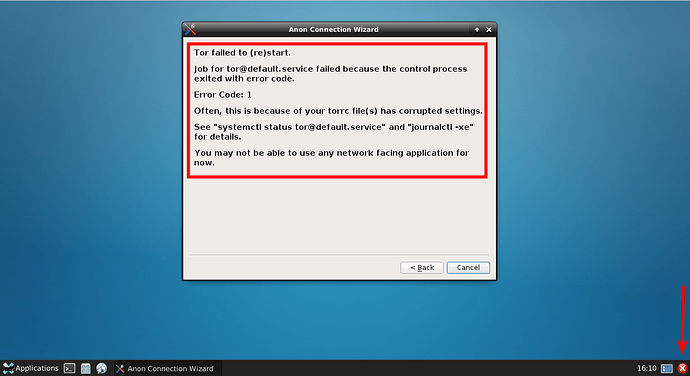 Anon Connection Wizard
Tor failed to (re)start.
Job for tor@default.service failed because the control process
exited with error code.
Error Code: 1
Often, this is because of your torrc file(s) has corrupted settings.
See "systemctl status tor@default.service" and "journalctl -xe"
for details.
You may not be able to use any network facing application for
now.
< Back
Cancel
Applications
Anon Connection Wizard
16:10